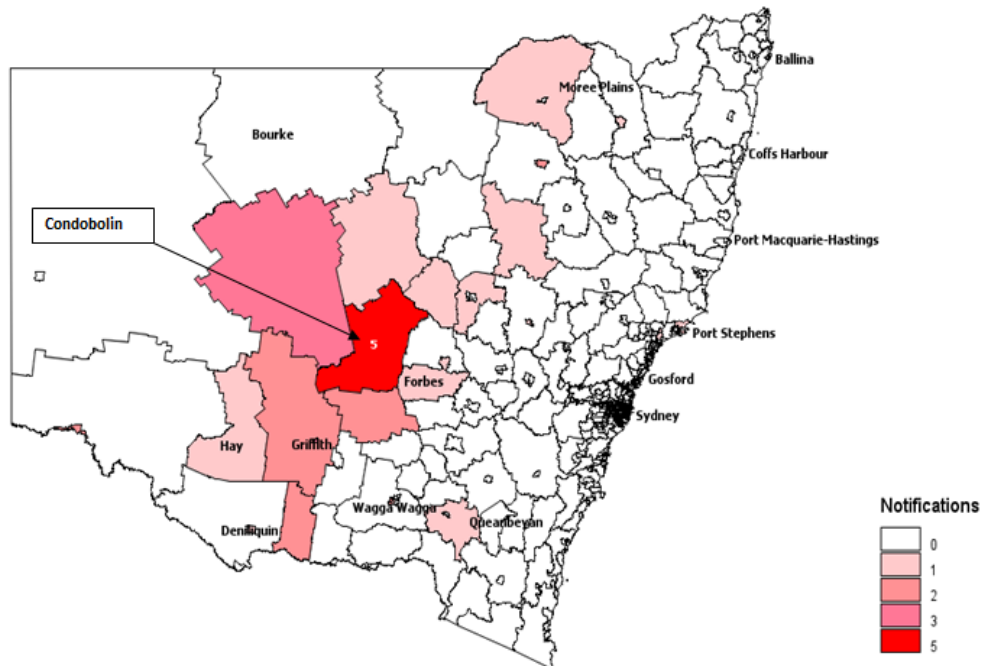 Ballina
Moree Plains
Bourke
Coffs Harbour
Condobolin
Port Macquarie-Hastings
Port Stephens
5
Gosford
Forbes
Sydney
Hay
Griffith
Wagga Wagga
Queanbeyan
Deniliquin
Notifications
0
1
2
3
5